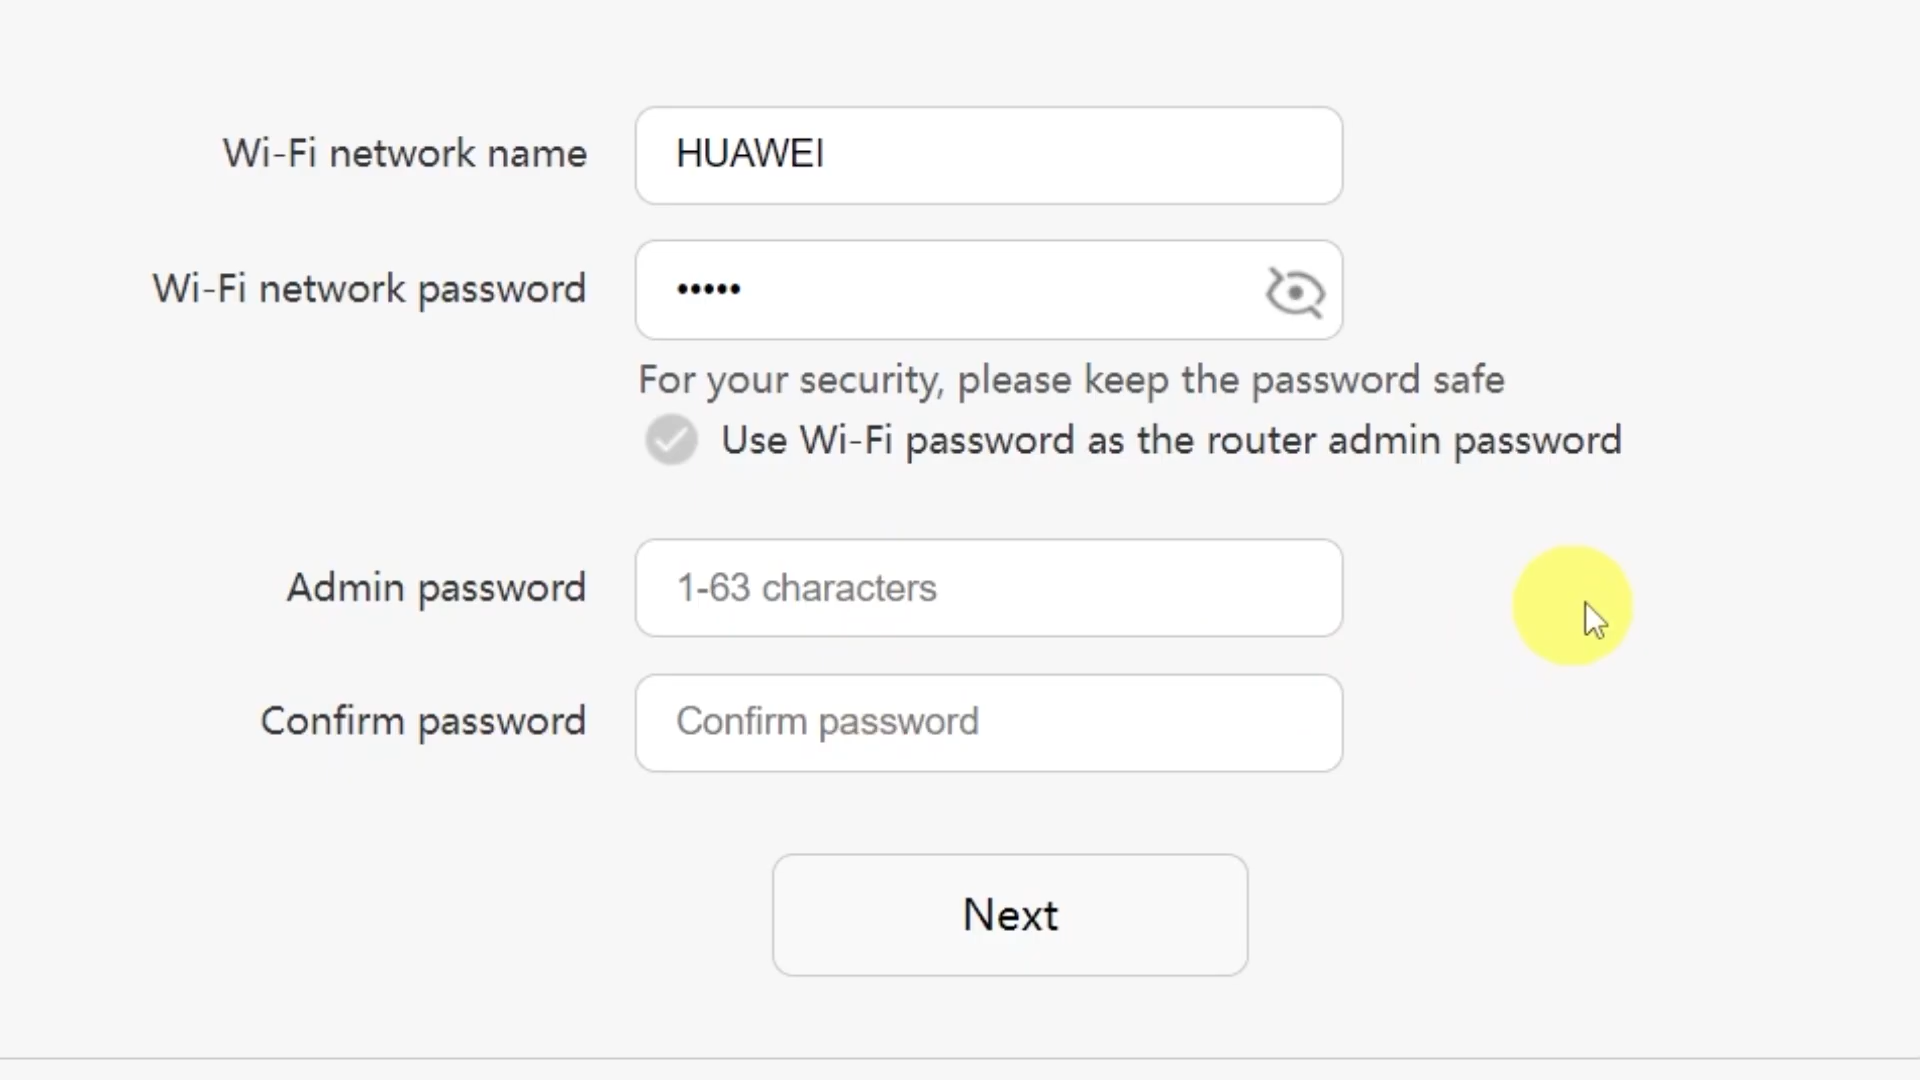 Wi-Fi network name HUAWEI
Wi-Fi network password •••••
For your security, please keep the password safe
Use Wi-Fi password as the router admin password
Admin password 1-63 characters
Confirm password Confirm password
Next